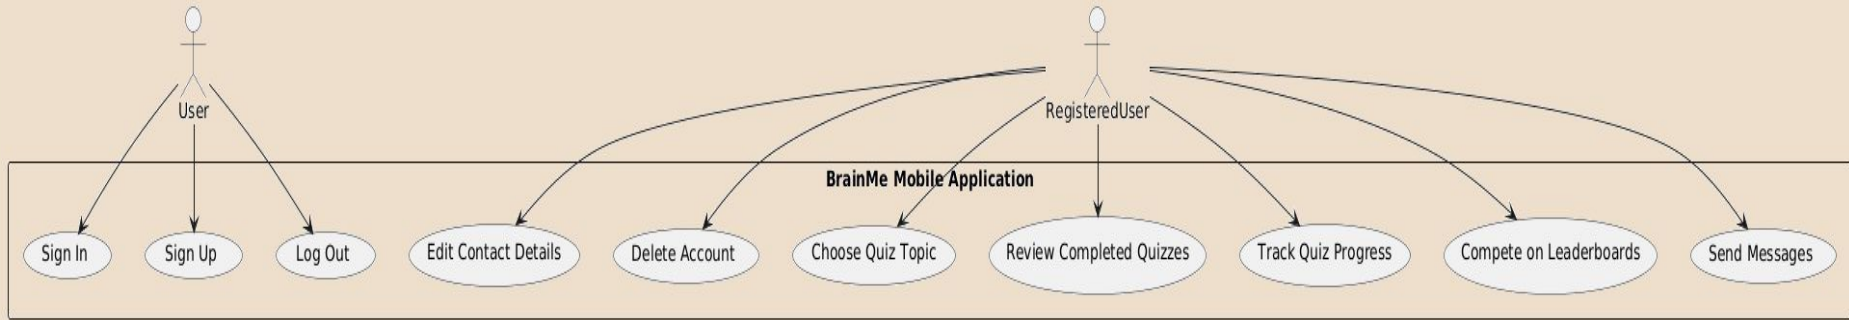 User
RegisteredUser
BrainMe Mobile Application
Sign In
Sign Up
Log Out
Edit Contact Details
Delete Account
Choose Quiz Topic
Review Completed Quizzes
Track Quiz Progress
Compete on Leaderboards
Send Messages